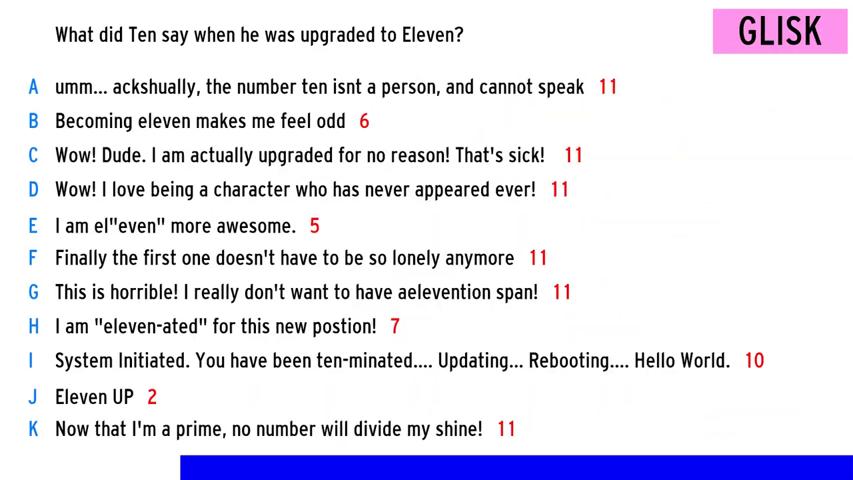 What did Ten say when he was upgraded to Eleven?
GLISK
A umm... ackshually, the number ten isnt a person, and cannot speak 11
B Becoming eleven makes me feel odd 6
C Wow! Dude. I am actually upgraded for no reason! That's sick! 11
D Wow! I love being a character who has never appeared ever! 11
E I am el"even" more awesome. 5
F Finally the first one doesn't have to be so lonely anymore 11
G This is horrible! I really don't want to have aelevention span! 11
H I am "eleven-ated" for this new postion! 7
I System Initiated. You have been ten-minated.... Updating... Rebooting.... Hello World. 10
J Eleven UP 2
K Now that I'm a prime, no number will divide my shine! 11